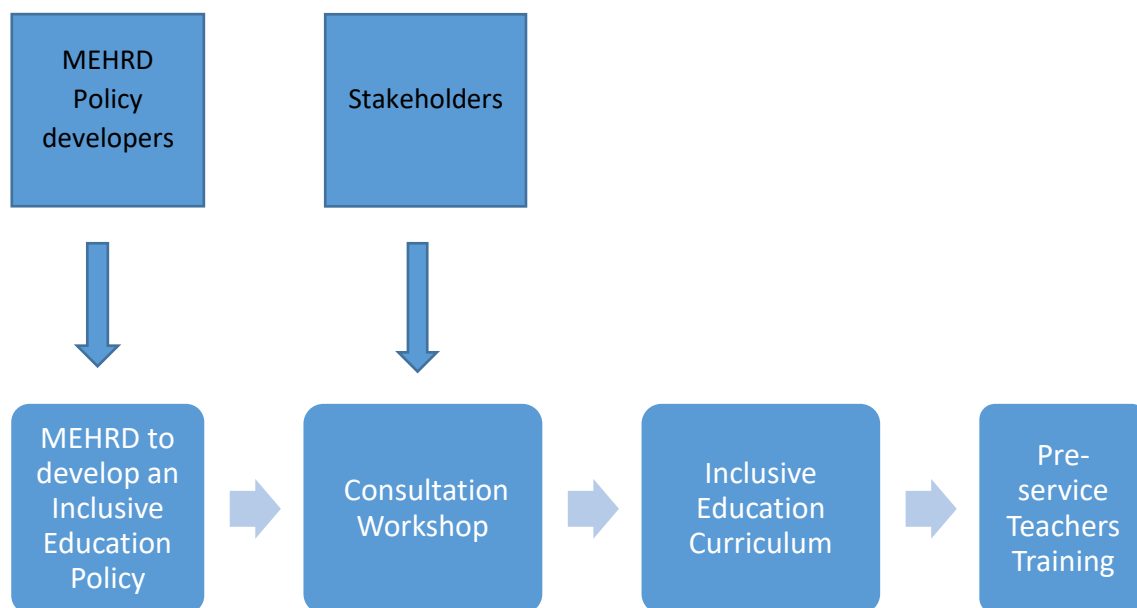 MEHRD
Policy
developers
Stakeholders
MEHRD to
develop an
Inclusive
Education
Policy
Consultation
Workshop
Inclusive
Education
Curriculum
Pre-
service
Teachers
Training